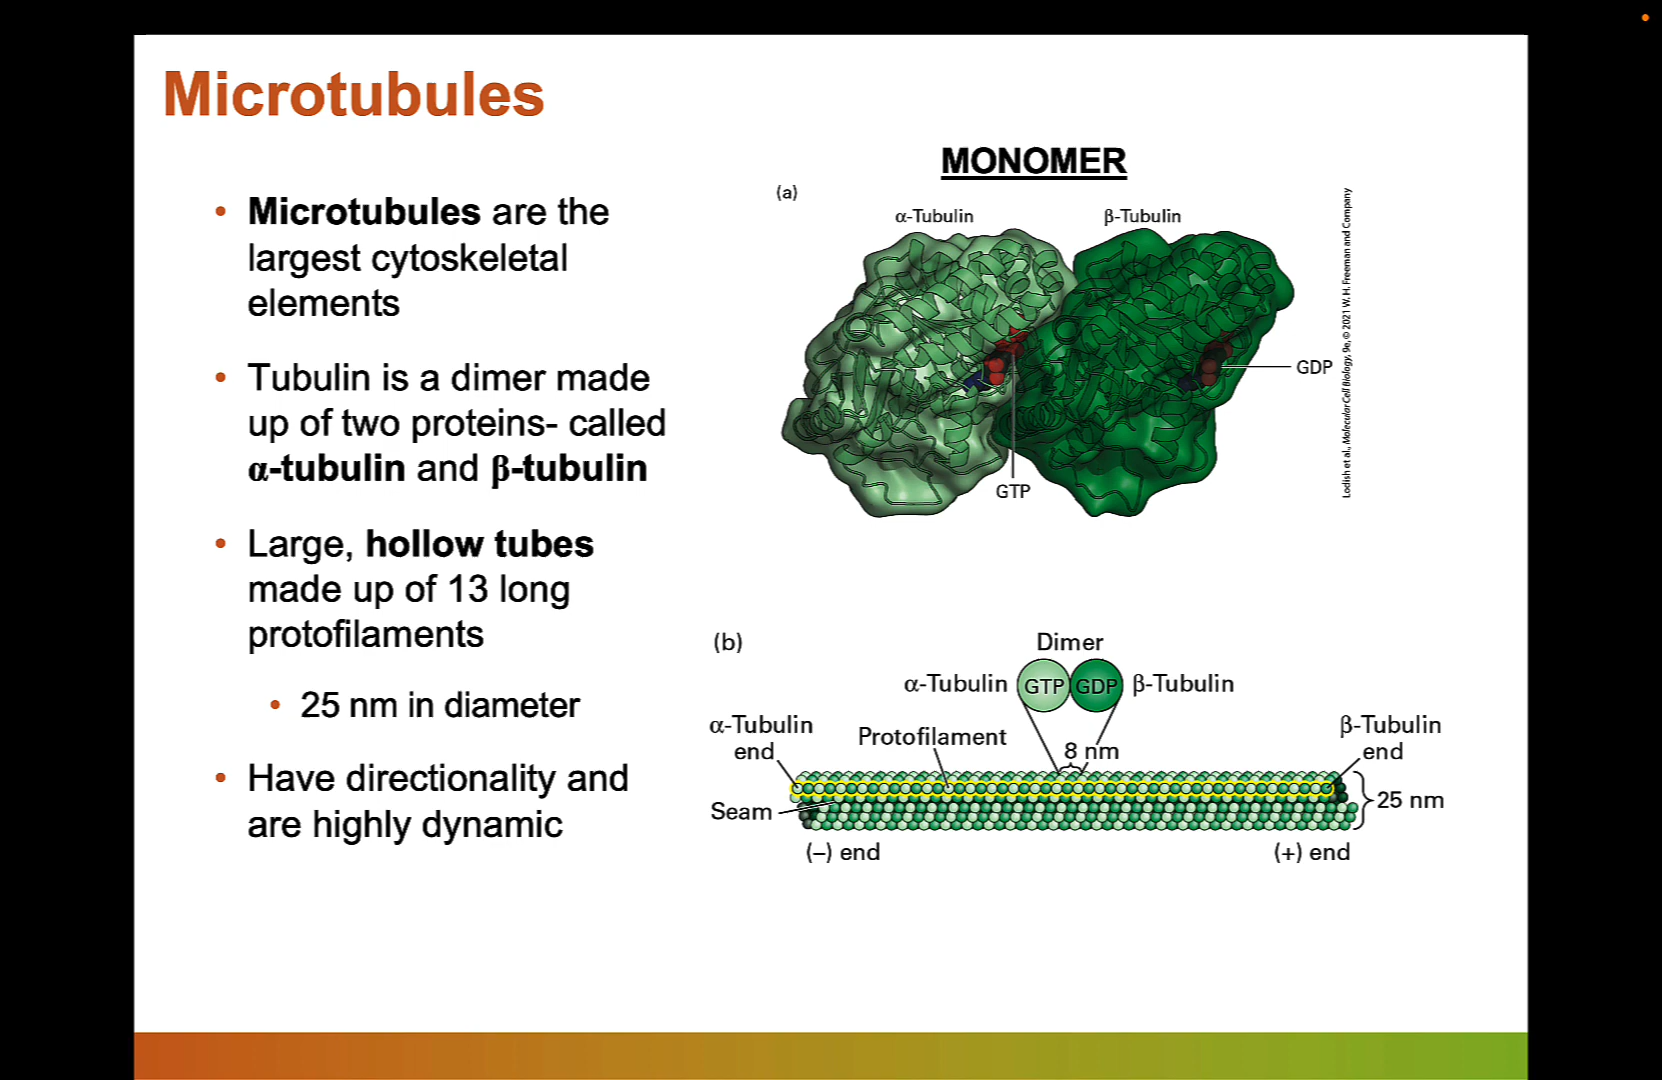 Microtubules
• Microtubules are the
largest cytoskeletal
elements
• Tubulin is a dimer made
up of two proteins- called
α-tubulin and β-tubulin
• Large, hollow tubes
made up of 13 long
protofilaments
• 25 nm in diameter
• Have directionality and
are highly dynamic
MONOMER
(a)
α-Tubulin
β-Tubulin
GDP
GTP
Lodish et al., Molecular Cell Biology, 9e, © 2021 W. H. Freeman and Company
(b)
Dimer
α-Tubulin GTP GDP β-Tubulin
α-Tubulin
end
Protofilament
8 nm
β-Tubulin
end
Seam
25 nm
(–) end
(+) end